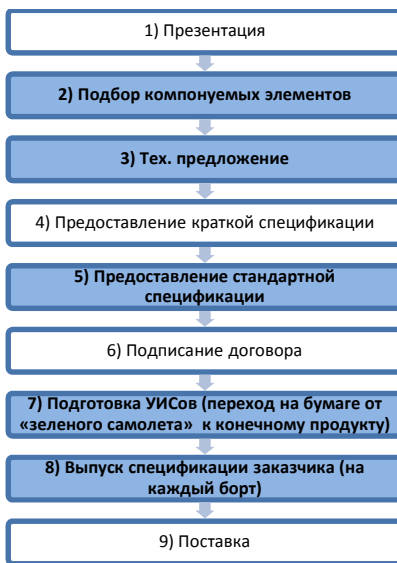 1) Презентация
2) Подбор компонуемых элементов
3) Тех. предложение
4) Предоставление краткой спецификации
5) Предоставление стандартной
спецификации
6) Подписание договора
7) Подготовка УИСов (переход на бумаге от
«зеленого самолета» к конечному продукту)
8) Выпуск спецификации заказчика (на
каждый борт)
9) Поставка